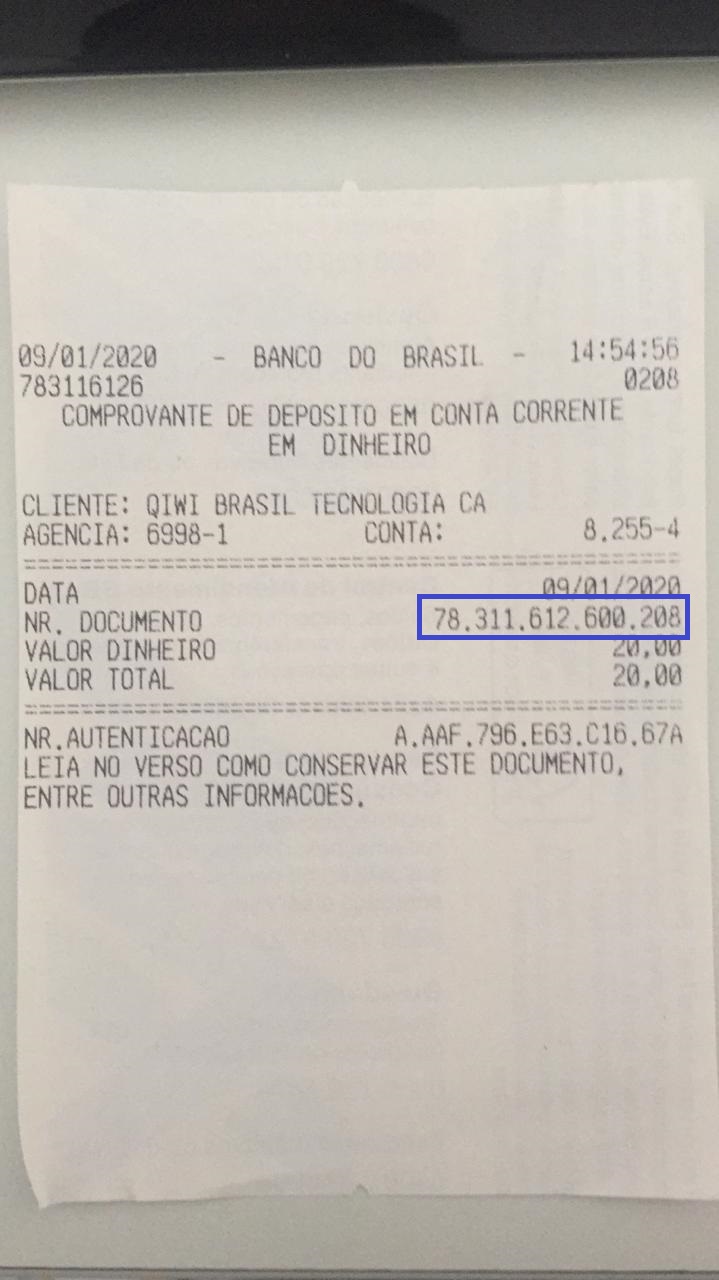 09/01/2020 - BANCO DO BRASIL - 14:54:56
783116126 0208
COMPROVANTE DE DEPOSITO EM CONTA CORRENTE
EM DINHEIRO
CLIENTE: QIWI BRASIL TECNOLOGIA CA
AGENCIA: 6998-1 CONTA: 8.255-4
DATA 09/01/2020
NR. DOCUMENTO 78.311.612.600.208
VALOR DINHEIRO 20,00
VALOR TOTAL 20,00
NR.AUTENTICACAO A.AAF.796.E63.C16.67A
LEIA NO VERSO COMO CONSERVAR ESTE DOCUMENTO,
ENTRE OUTRAS INFORMACOES.